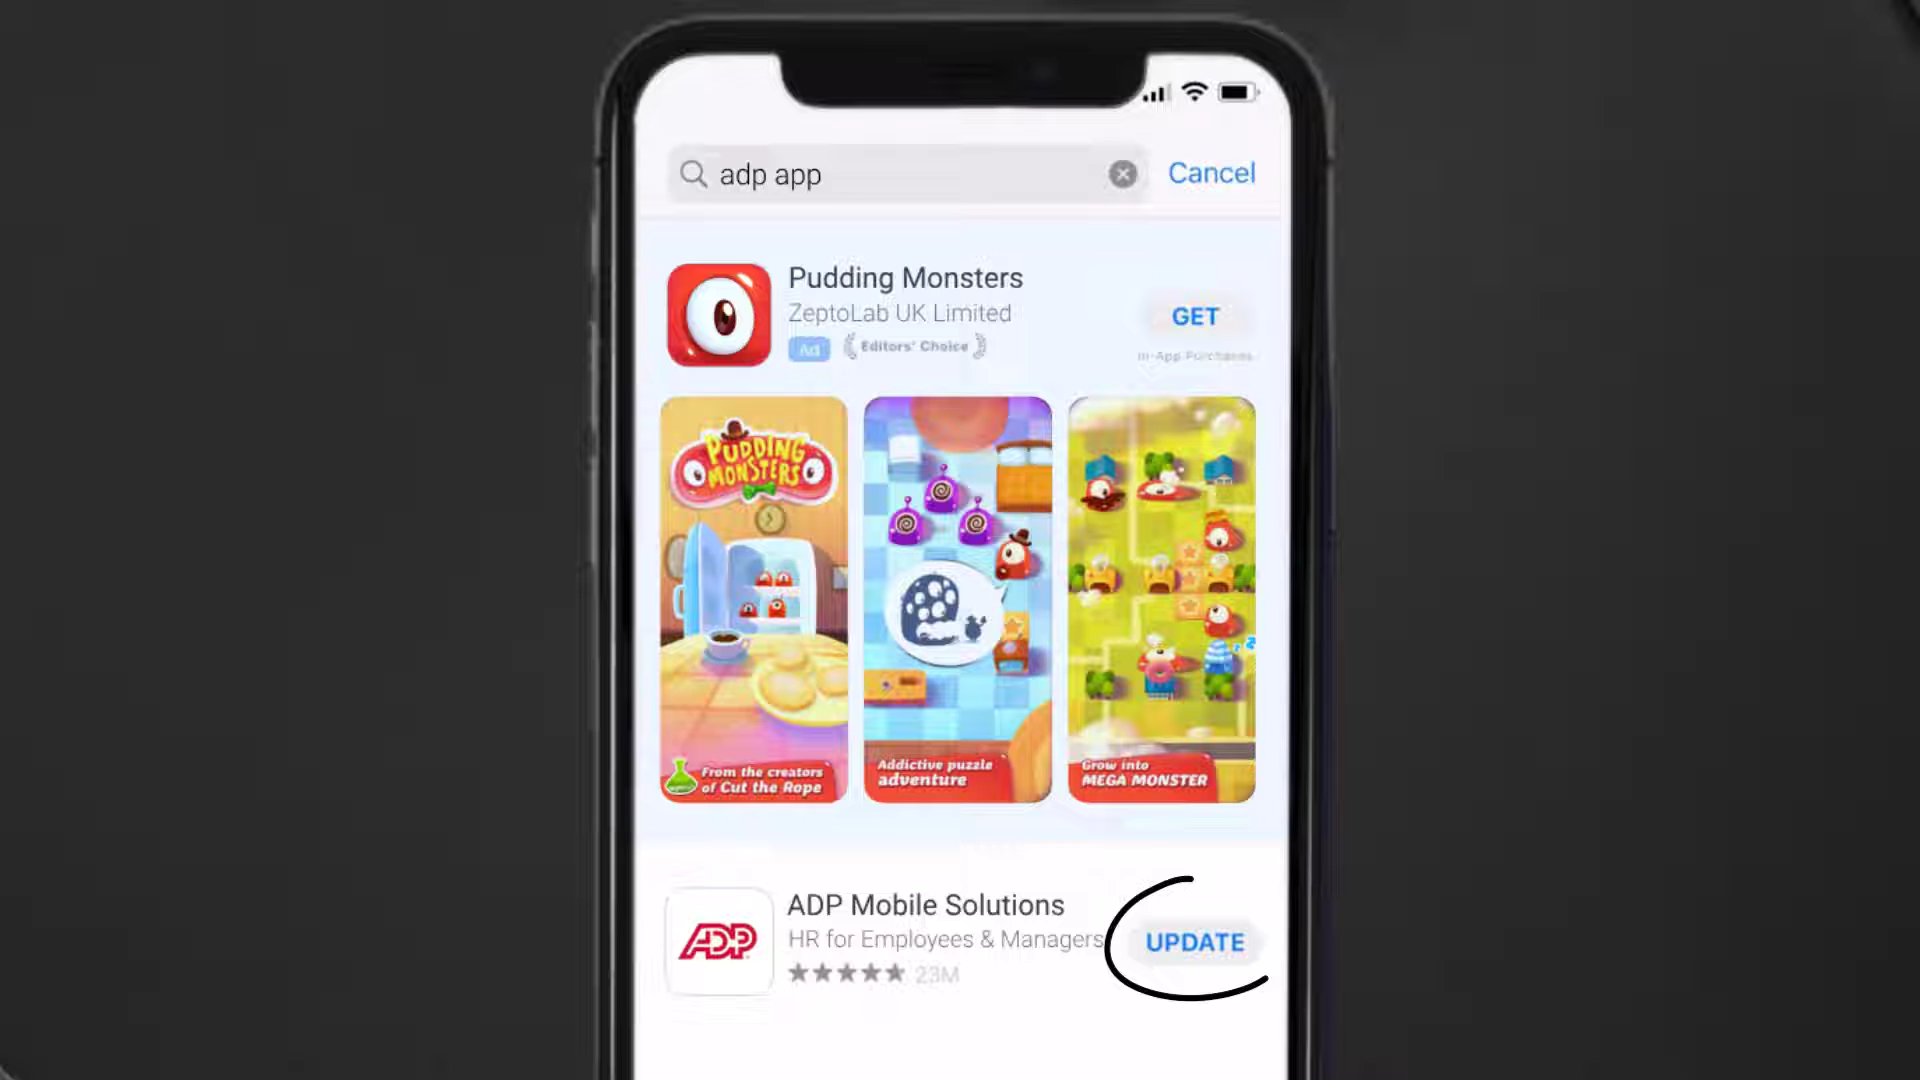 adp app
Cancel
Pudding Monsters
ZeptoLab UK Limited
GET
Ad
Editors' Choice
In-App Purchases
PUDDING
MONSTERS
From the creators
of Cut the Rope
Addictive puzzle
adventure
Grow into
MEGA MONSTER
ADP
ADP Mobile Solutions
HR for Employees & Managers
UPDATE
23M